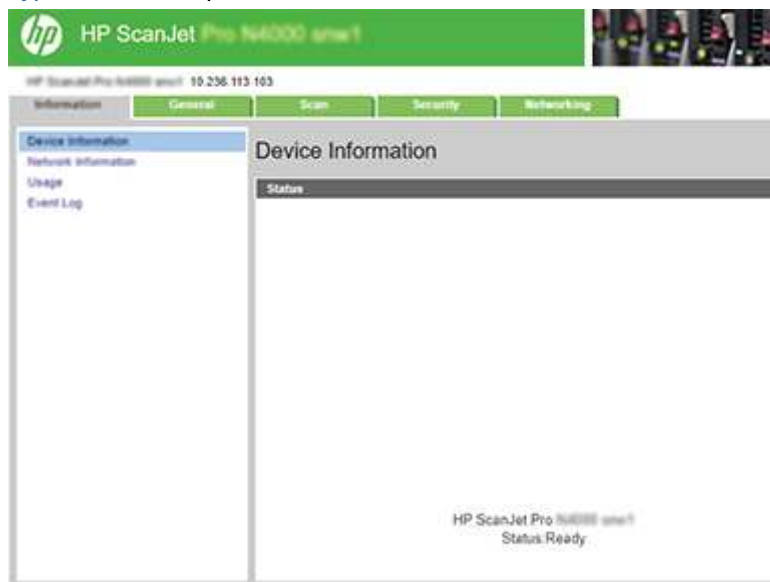 hp HP ScanJet
10.236.113.103
Information General Scan Security Networking
Device Information
Network Information
Usage
Event Log
Device Information
Status
HP ScanJet Pro
Status:Ready